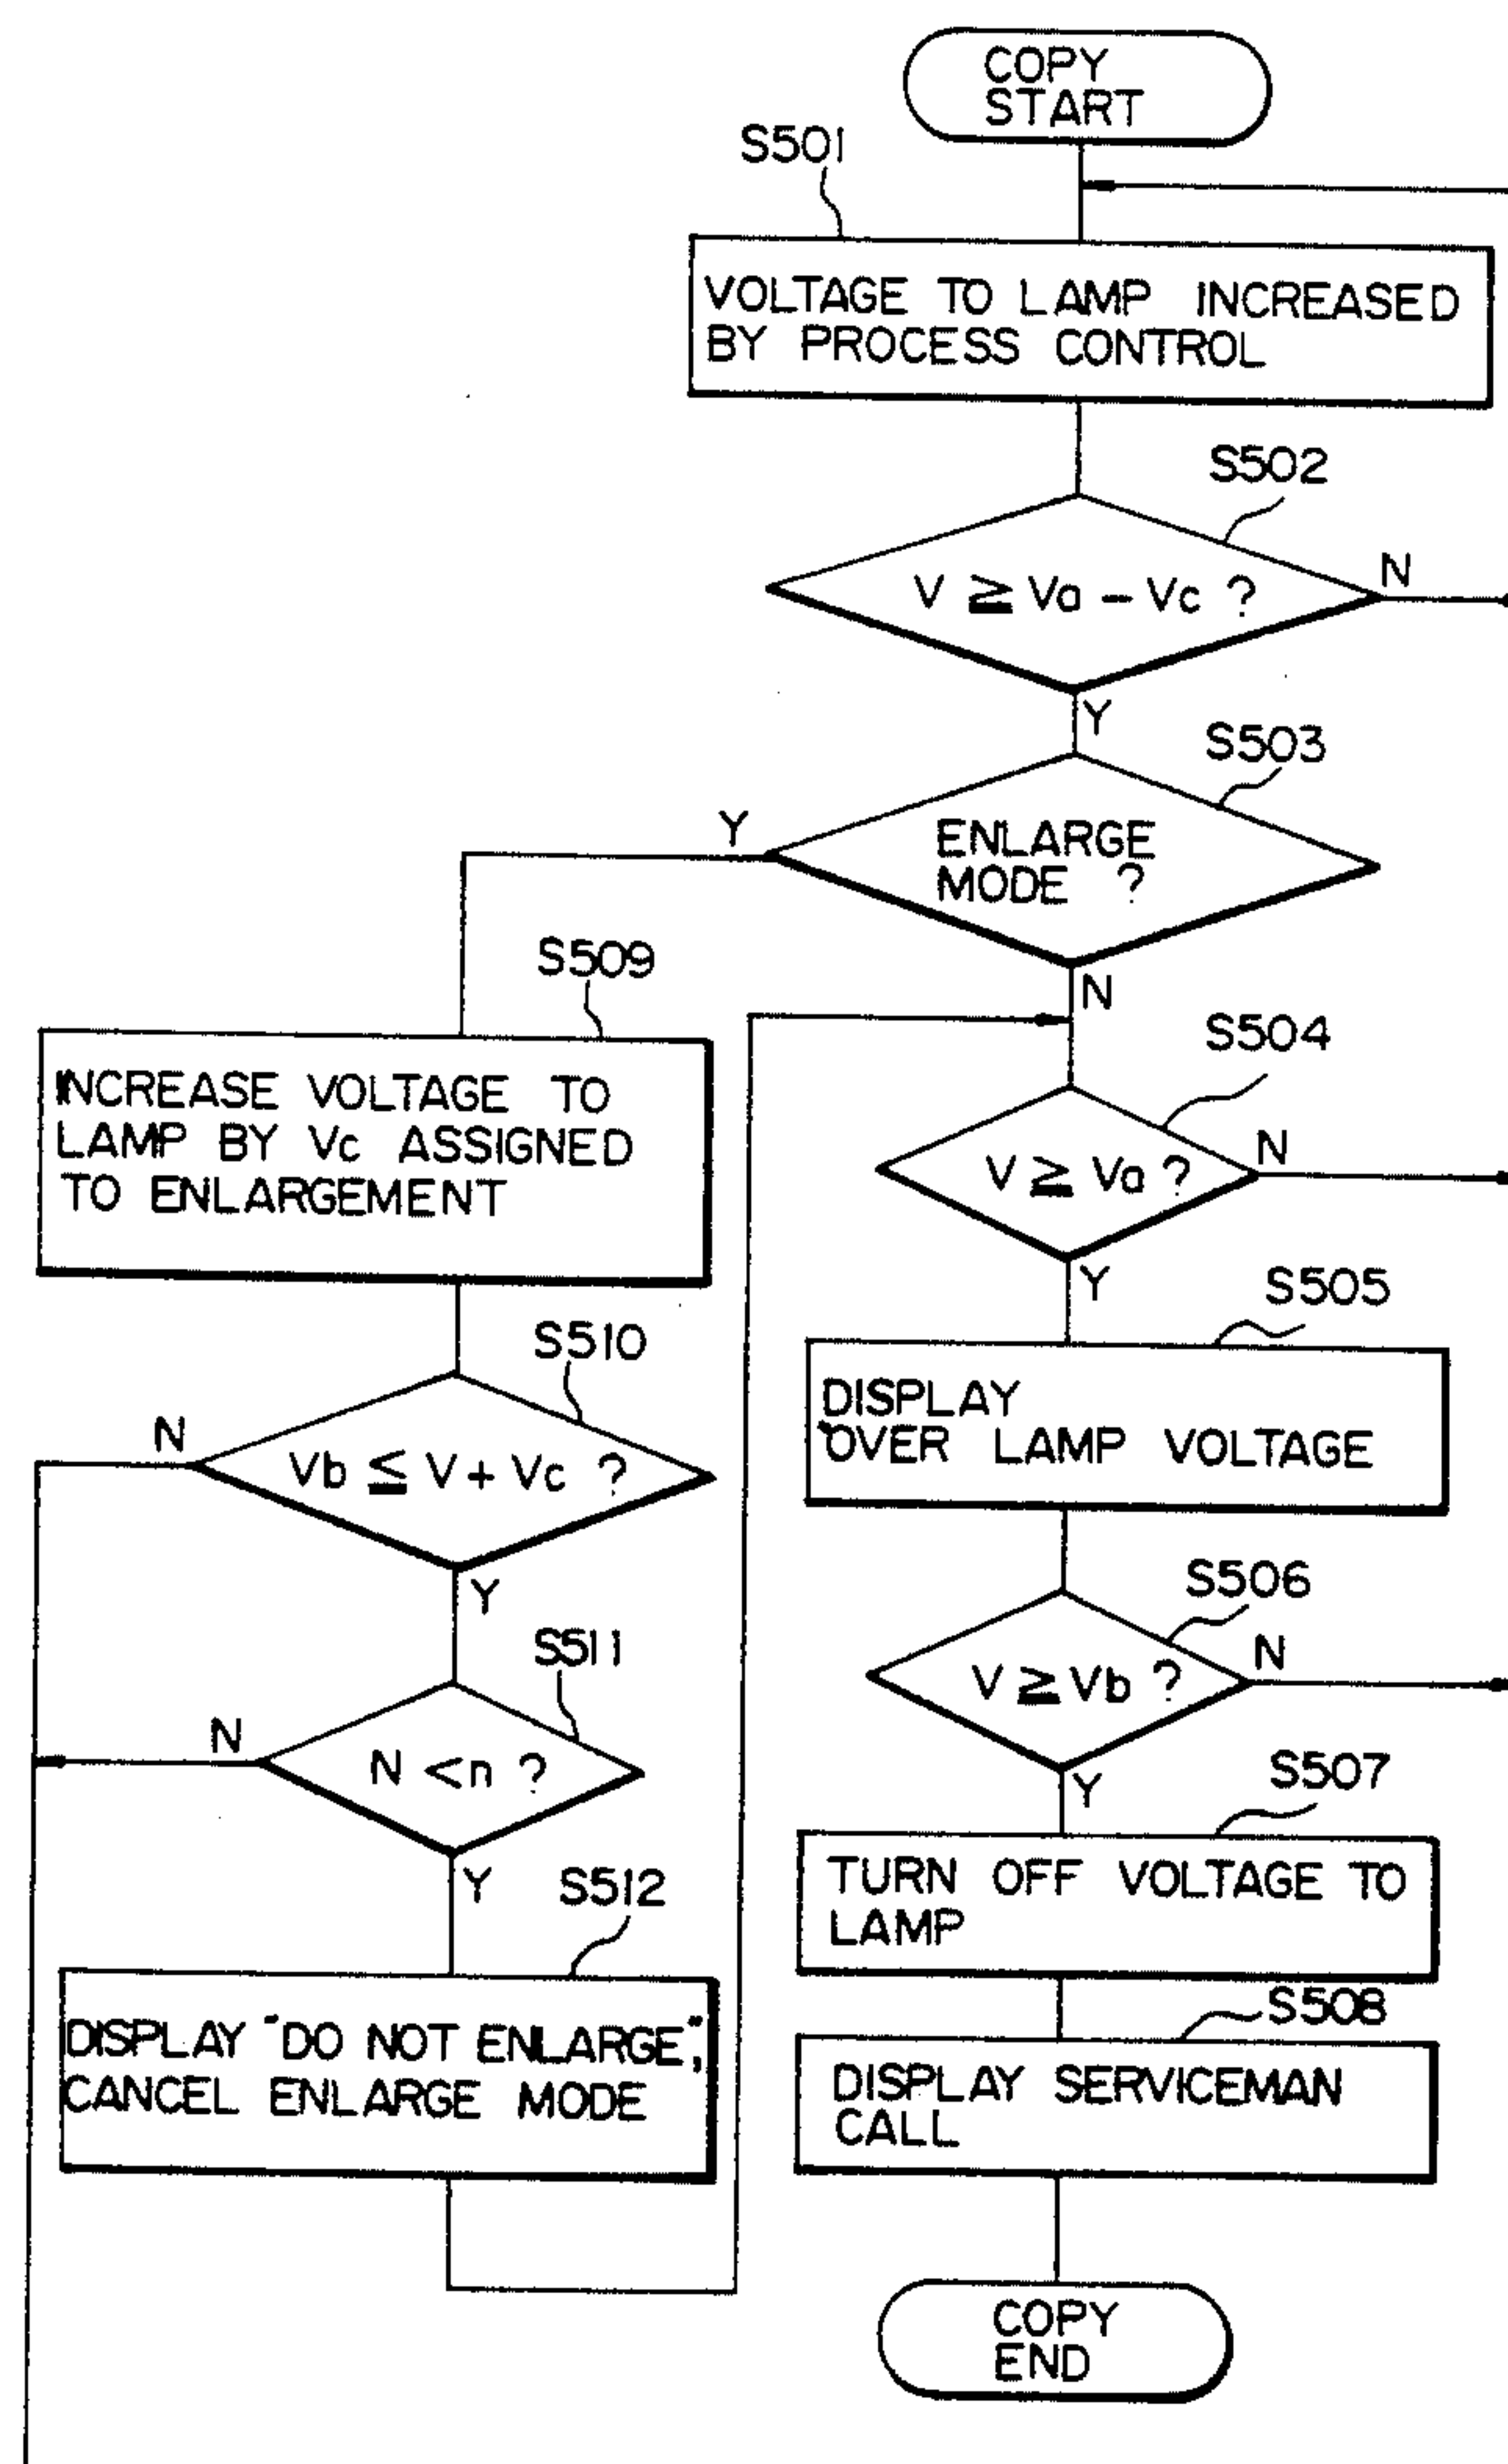 COPY
START
S501
VOLTAGE TO LAMP INCREASED
BY PROCESS CONTROL
S502
V ≧ Va - Vc ?
N
Y
S503
ENLARGE
MODE ?
Y
N
S509
INCREASE VOLTAGE TO
LAMP BY Vc ASSIGNED
TO ENLARGEMENT
S504
V ≧ Va ?
N
Y
S505
DISPLAY
"OVER LAMP VOLTAGE
S510
Vb ≦ V + Vc ?
N
Y
S506
V ≧ Vb ?
N
Y
S511
N < n ?
N
Y
S507
TURN OFF VOLTAGE TO
LAMP
S512
DISPLAY "DO NOT ENLARGE",
CANCEL ENLARGE MODE
S508
DISPLAY SERVICEMAN
CALL
COPY
END